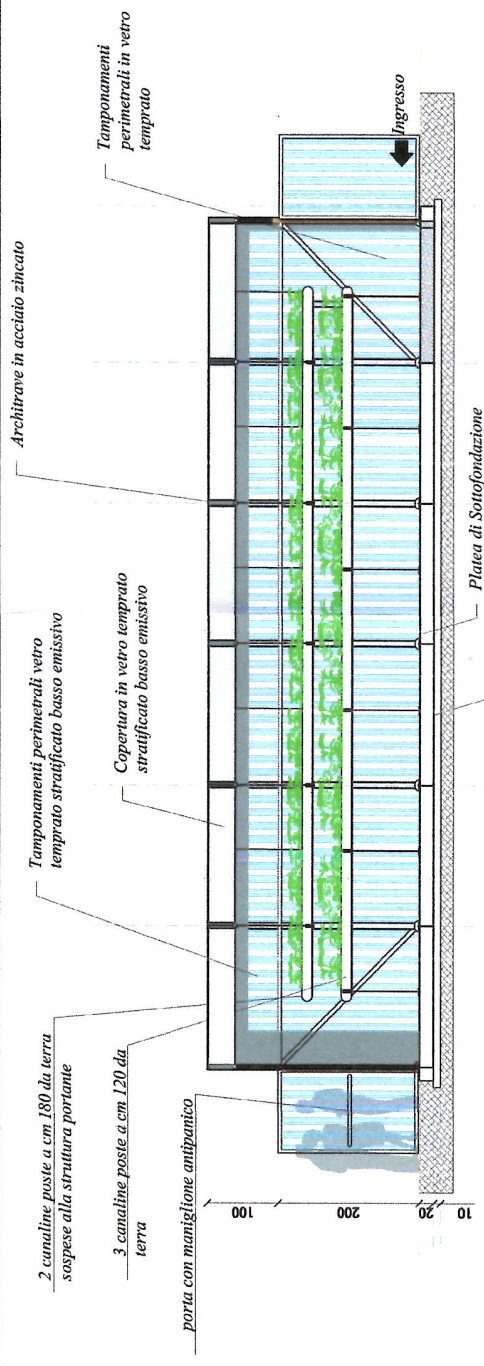 2 canaline poste a cm 180 da terra
sospese alla struttura portante
3 canaline poste a cm 120 da
terra
porta con maniglione antipanico
Tamponamenti perimetrali vetro
temprato stratificato basso emissivo
Copertura in vetro temprato
stratificato basso emissivo
Architrave in acciaio zincato
Tamponamenti
perimetrali in vetro
temprato
Ingresso
Platea di Sottofondazione
100
200
20
10